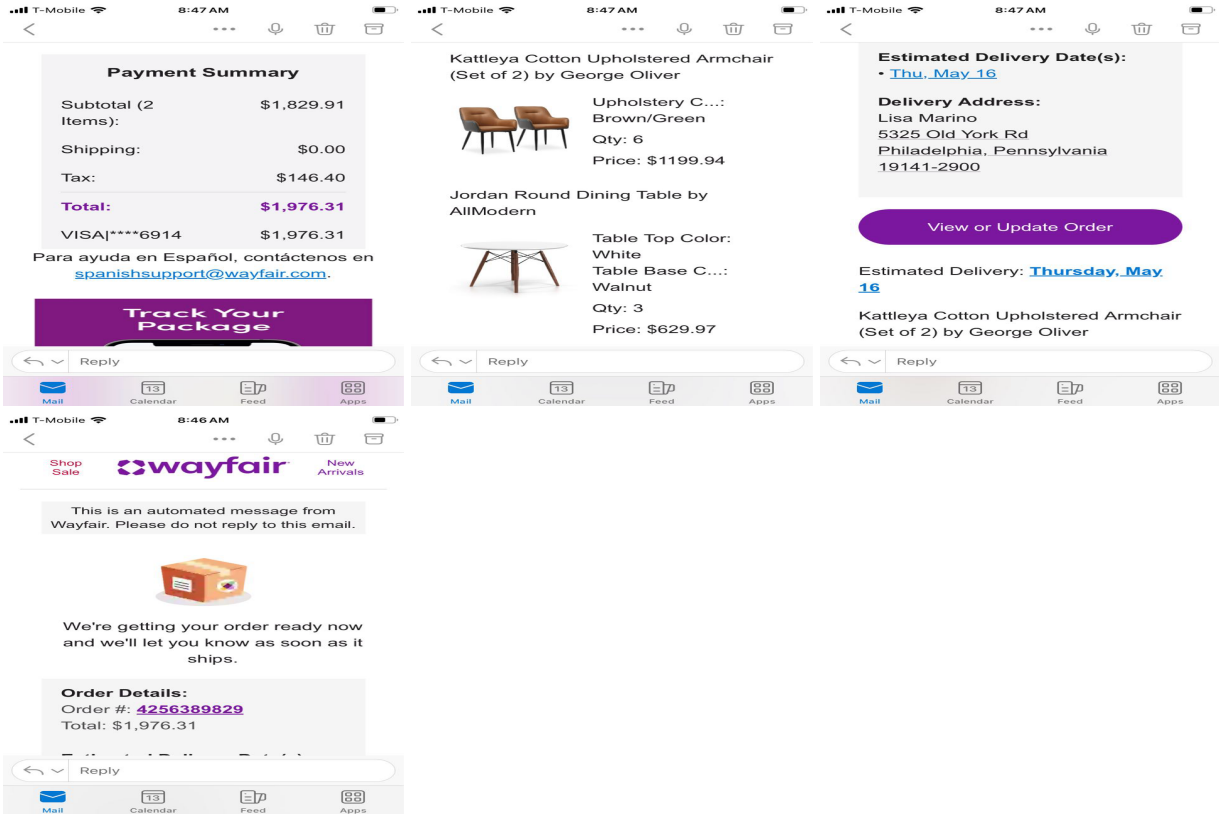 T-Mobile 8:47 AM
Payment Summary
Subtotal (2 Items): $1,829.91
Shipping: $0.00
Tax: $146.40
Total: $1,976.31
VISA|****6914 $1,976.31
Para ayuda en Español, contáctenos en
spanishsupport@wayfair.com.
Track Your
Package
Reply
13
Mail Calendar Feed Apps
T-Mobile 8:47 AM
Kattleya Cotton Upholstered Armchair
(Set of 2) by George Oliver
Upholstery C...:
Brown/Green
Qty: 6
Price: $1199.94
Jordan Round Dining Table by
AllModern
Table Top Color:
White
Table Base C...:
Walnut
Qty: 3
Price: $629.97
Reply
13
Mail Calendar Feed Apps
T-Mobile 8:47 AM
Estimated Delivery Date(s):
• Thu, May 16
Delivery Address:
Lisa Marino
5325 Old York Rd
Philadelphia, Pennsylvania
19141-2900
View or Update Order
Estimated Delivery: Thursday, May
16
Kattleya Cotton Upholstered Armchair
(Set of 2) by George Oliver
Reply
13
Mail Calendar Feed Apps
T-Mobile 8:46 AM
Shop
Sale
wayfair
New
Arrivals
This is an automated message from
Wayfair. Please do not reply to this email.
We're getting your order ready now
and we'll let you know as soon as it
ships.
Order Details:
Order #: 4256389829
Total: $1,976.31
Reply
13
Mail Calendar Feed Apps